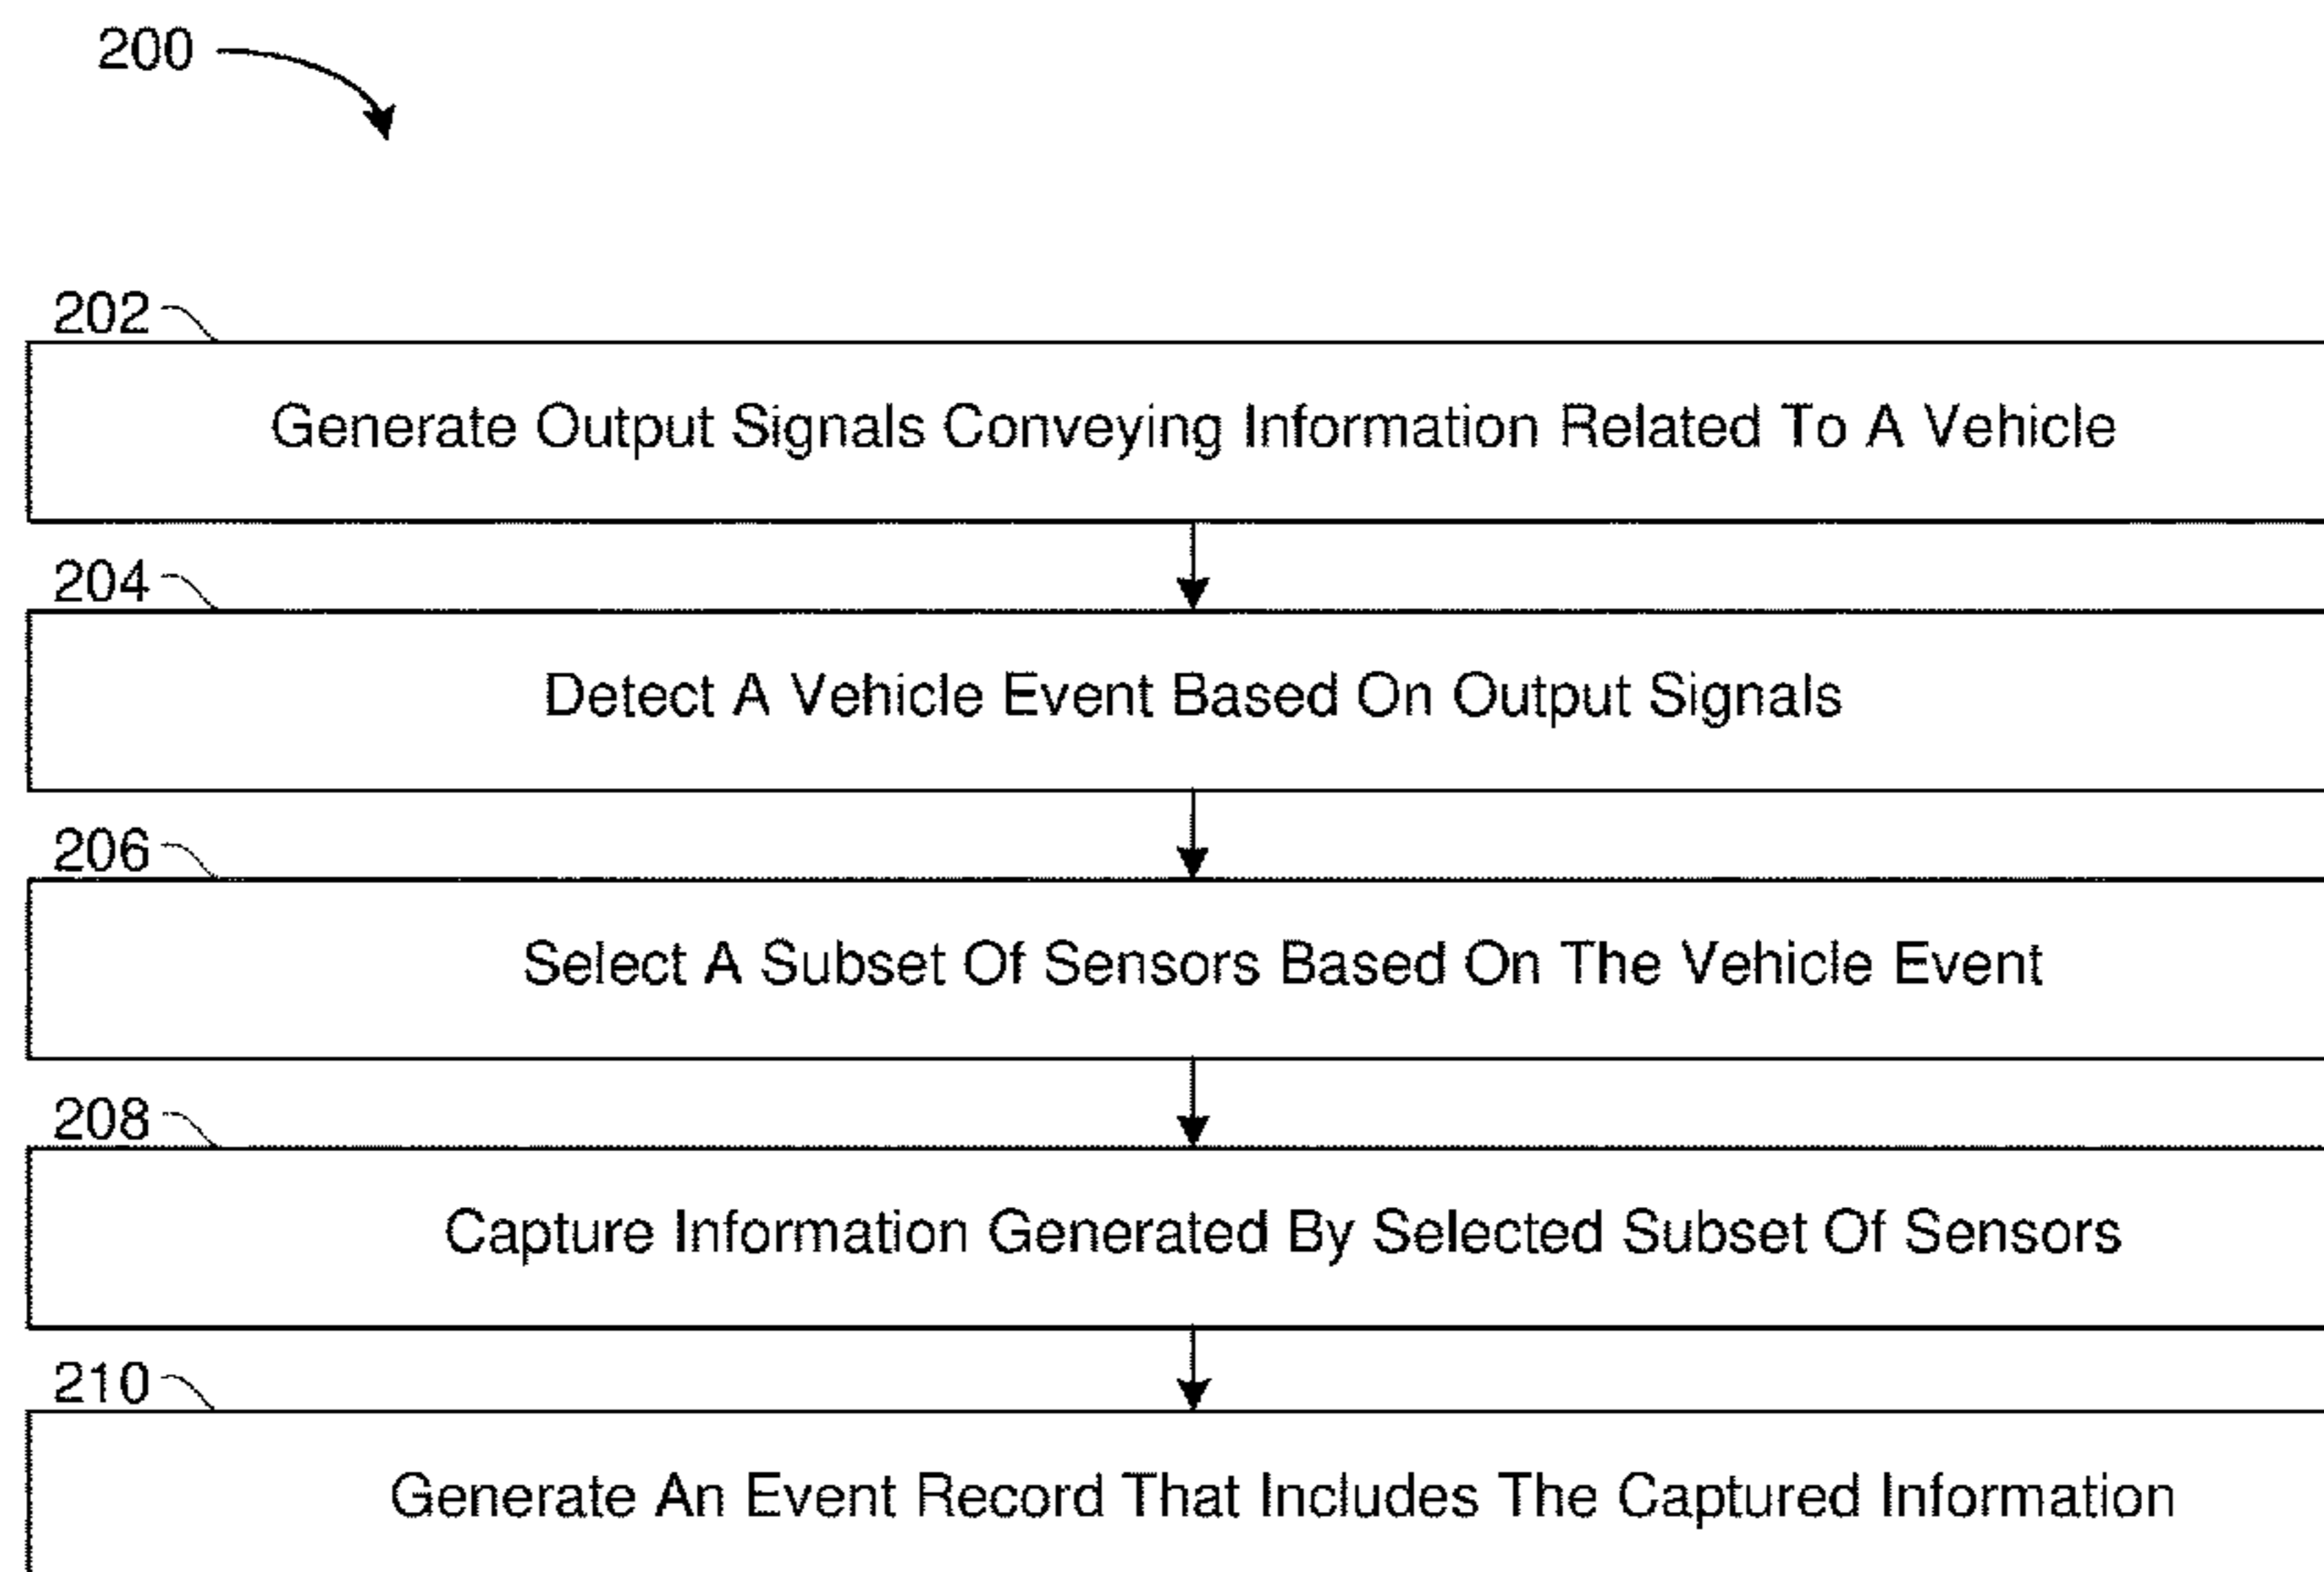 200
202
Generate Output Signals Conveying Information Related To A Vehicle
204
Detect A Vehicle Event Based On Output Signals
206
Select A Subset Of Sensors Based On The Vehicle Event
208
Capture Information Generated By Selected Subset Of Sensors
210
Generate An Event Record That Includes The Captured Information